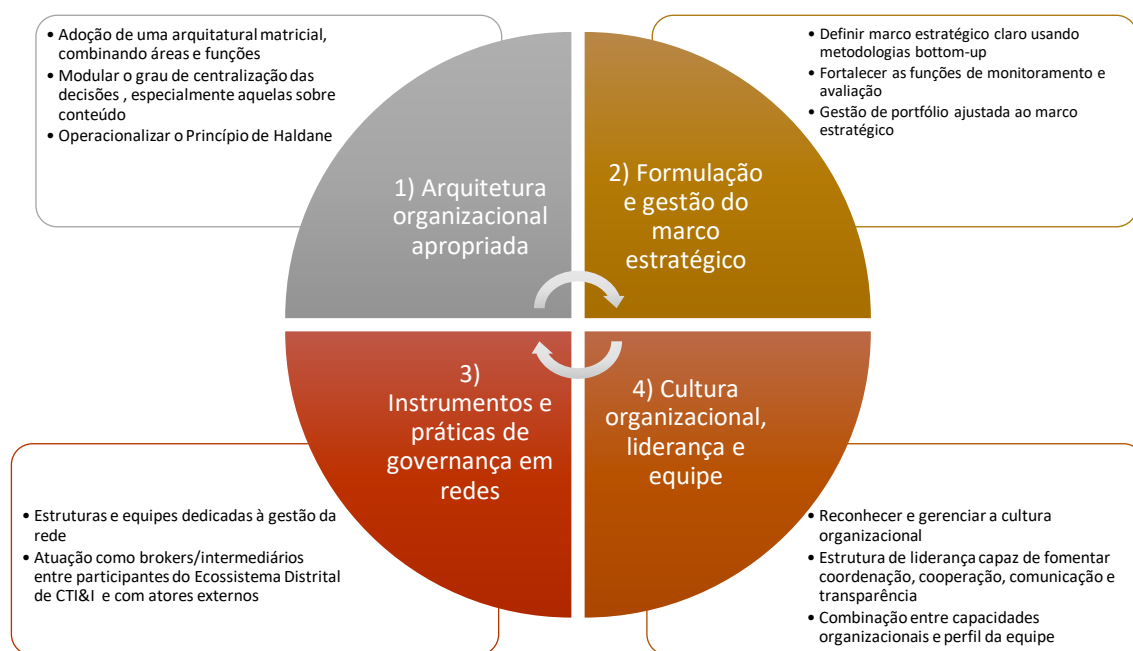 • Adoção de uma arquitatural matricial,
combinando áreas e funções
• Modular o grau de centralização das
decisões , especialmente aquelas sobre
conteúdo
• Operacionalizar o Princípio de Haldane
• Definir marco estratégico claro usando
metodologias bottom-up
• Fortalecer as funções de monitoramento e
avaliação
• Gestão de portfólio ajustada ao marco
estratégico
1) Arquitetura
organizacional
apropriada
2) Formulação
e gestão do
marco
estratégico
3)
Instrumentos e
práticas de
governança em
redes
4) Cultura
organizacional,
liderança e
equipe
• Estruturas e equipes dedicadas à gestão da
rede
• Atuação como brokers/intermediários
entre participantes do Ecossistema Distrital
de CTI&I e com atores externos
• Reconhecer e gerenciar a cultura
organizacional
• Estrutura de liderança capaz de fomentar
coordenação, cooperação, comunicação e
transparência
• Combinação entre capacidades
organizacionais e perfil da equipe